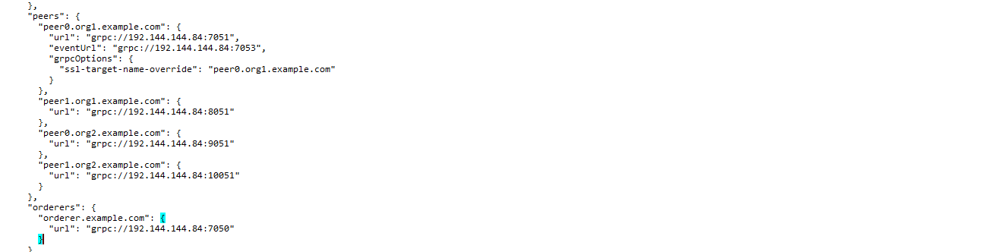 },
"peers": {
"peer0.org1.example.com": {
"url": "grpc://192.144.144.84:7051",
"eventUrl": "grpc://192.144.144.84:7053",
"grpcOptions": {
"ssl-target-name-override": "peer0.org1.example.com"
}
},
"peer1.org1.example.com": {
"url": "grpc://192.144.144.84:8051"
},
"peer0.org2.example.com": {
"url": "grpc://192.144.144.84:9051"
},
"peer1.org2.example.com": {
"url": "grpc://192.144.144.84:10051"
}
},
"orderers": {
"orderer.example.com": {
"url": "grpc://192.144.144.84:7050"
}
}